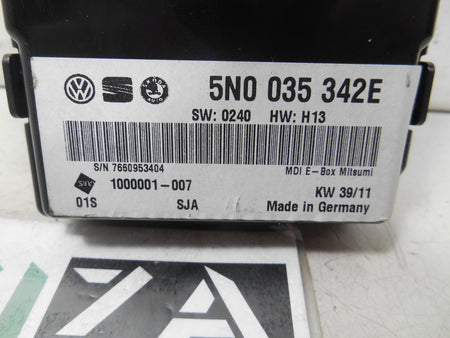 5N0 035 342E
SW: 0240 HW: H13
S/N 7660953404 MDI E-Box Mitsumi
1000001-007 KW 39/11
01S SJA Made in Germany